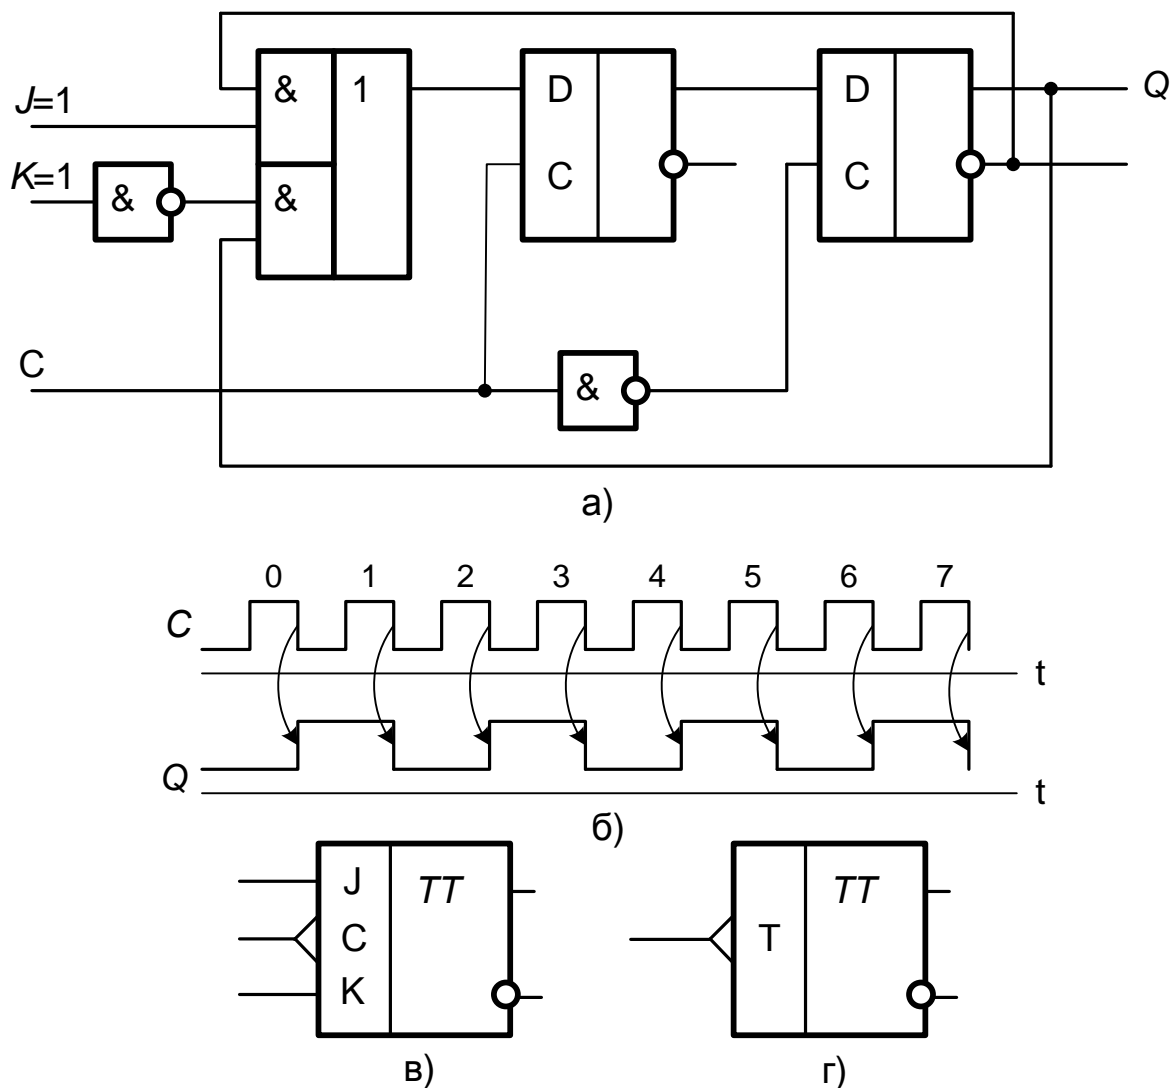 & 1 D D Q
J=1
K=1 & & C C
C
&
а)
0 1 2 3 4 5 6 7
C
t
Q
t
б)
J TT TT
C T
K
в) г)